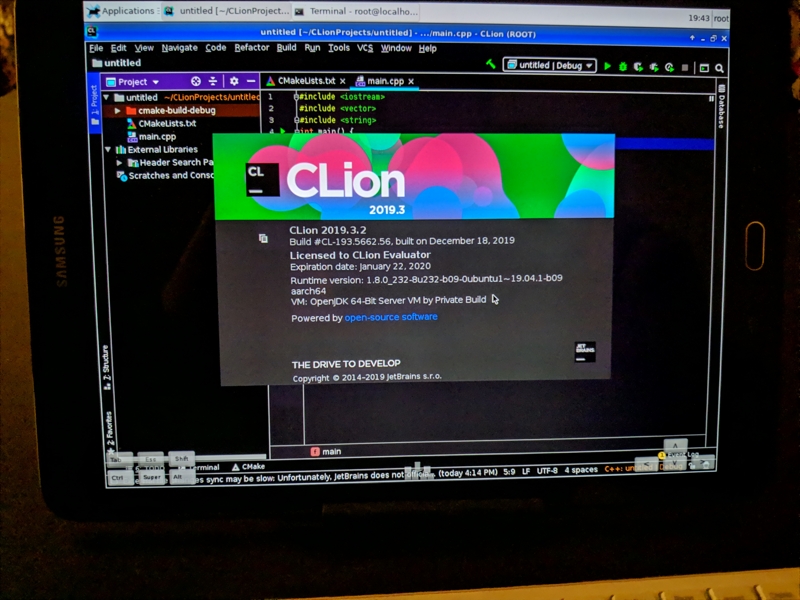 Applications
untitled [~/CLionProject...
Terminal - root@localho...
19:43
root
untitled [~/CLionProjects/untitled] - .../main.cpp - CLion (ROOT)
File Edit View Navigate Code Refactor Build Run Tools VCS Window Help
untitled
untitled | Debug
Project
CMakeLists.txt
main.cpp
1: Project
Database
untitled ~/CLionProjects/untitled
cmake-build-debug
CMakeLists.txt
main.cpp
External Libraries
Header Search Pa
Scratches and Conso
1 #include <iostream>
2 #include <vector>
3 #include <string>
4 int main() {
CL
CLion
2019.3
CLion 2019.3.2
Build #CL-193.5662.56, built on December 18, 2019
Licensed to CLion Evaluator
Expiration date: January 22, 2020
Runtime version: 1.8.0_232-8u232-b09-0ubuntu1~19.04.1-b09
aarch64
VM: OpenJDK 64-Bit Server VM by Private Build
Powered by open-source software
JET
BRAINS
THE DRIVE TO DEVELOP
Copyright © 2014-2019 JetBrains s.r.o.
SAMSUNG
7: Structure
2: Favorites
f main
Tab Esc Shift
Ctrl Super Alt
6: TODO
Terminal
CMake
Event Log
es sync may be slow: Unfortunately, JetBrains does not
(today 4:14 PM) 5:9 LF UTF-8 4 spaces
C++: untitled